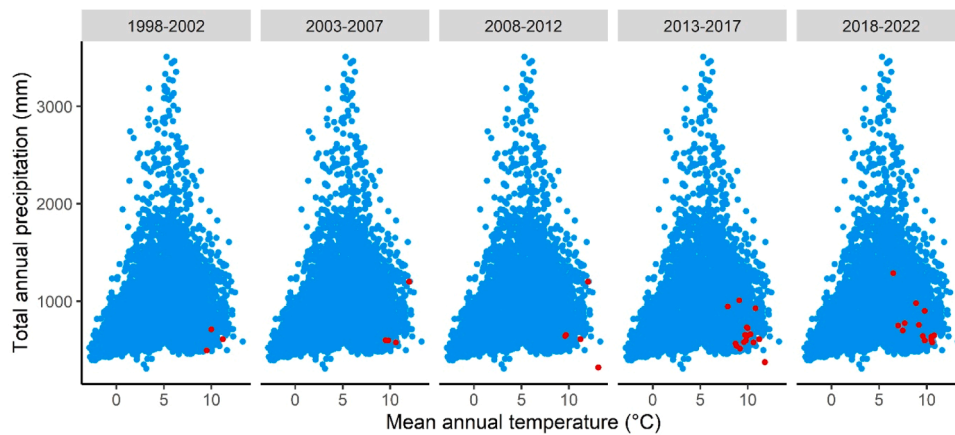 1998-2002 2003-2007 2008-2012 2013-2017 2018-2022
Total annual precipitation (mm)
3000
2000
1000
0 5 10 0 5 10 0 5 10 0 5 10 0 5 10
Mean annual temperature (°C)